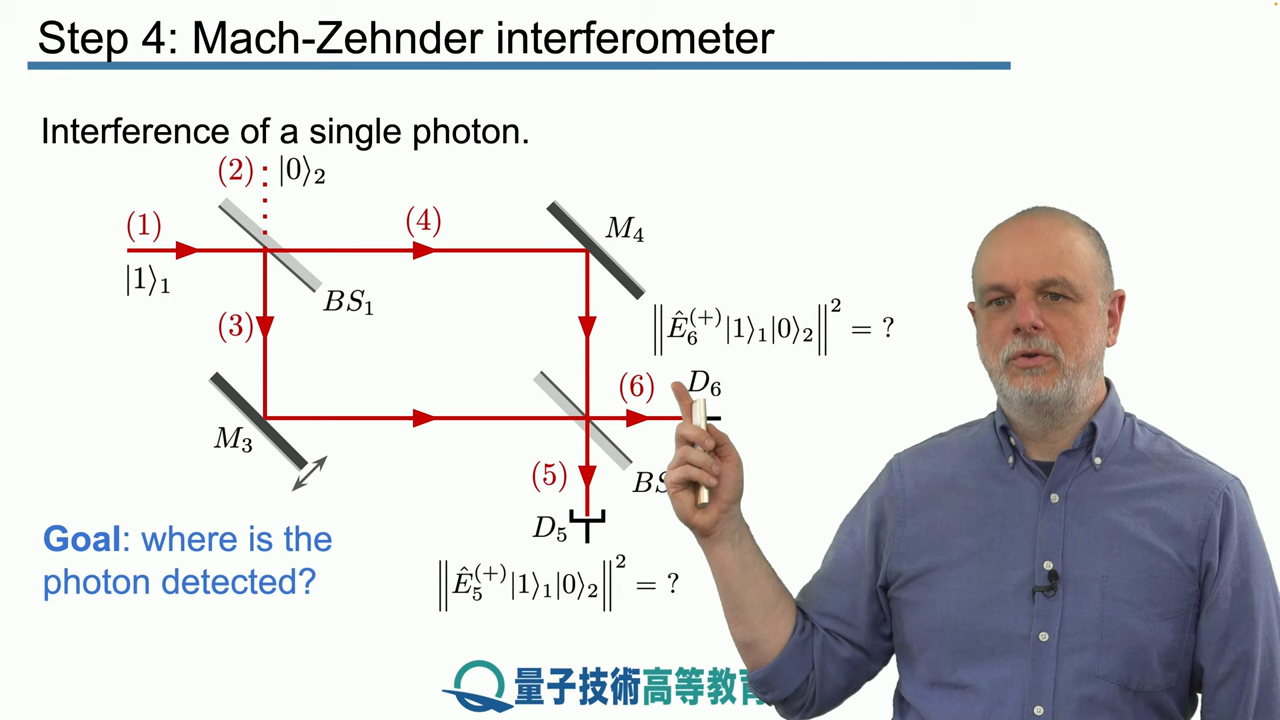 Step 4: Mach-Zehnder interferometer
Interference of a single photon.
(2) |0⟩₂
(1)
(4)
M₄
|1⟩₁
BS₁
(3)
‖Ê₆⁽⁺⁾|1⟩₁|0⟩₂‖² = ?
(6) D₆
M₃
(5)
BS
D₅
Goal: where is the
photon detected?
‖Ê₅⁽⁺⁾|1⟩₁|0⟩₂‖² = ?
量子技術高等教育